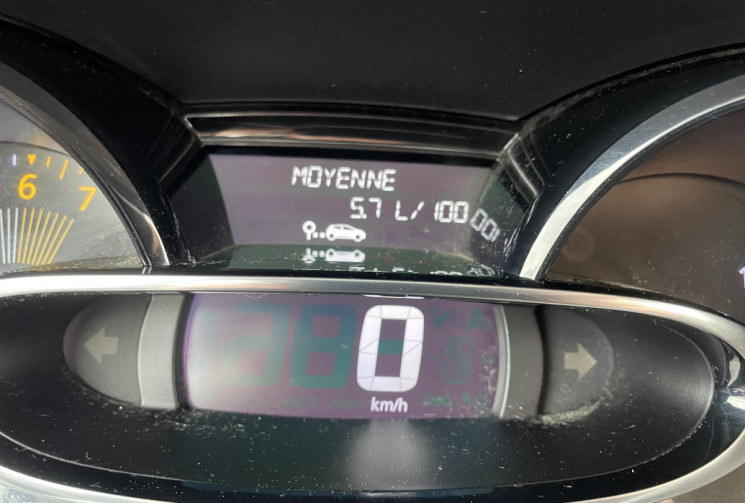 6 7
MOYENNE
5.7 L/100
0
km/h